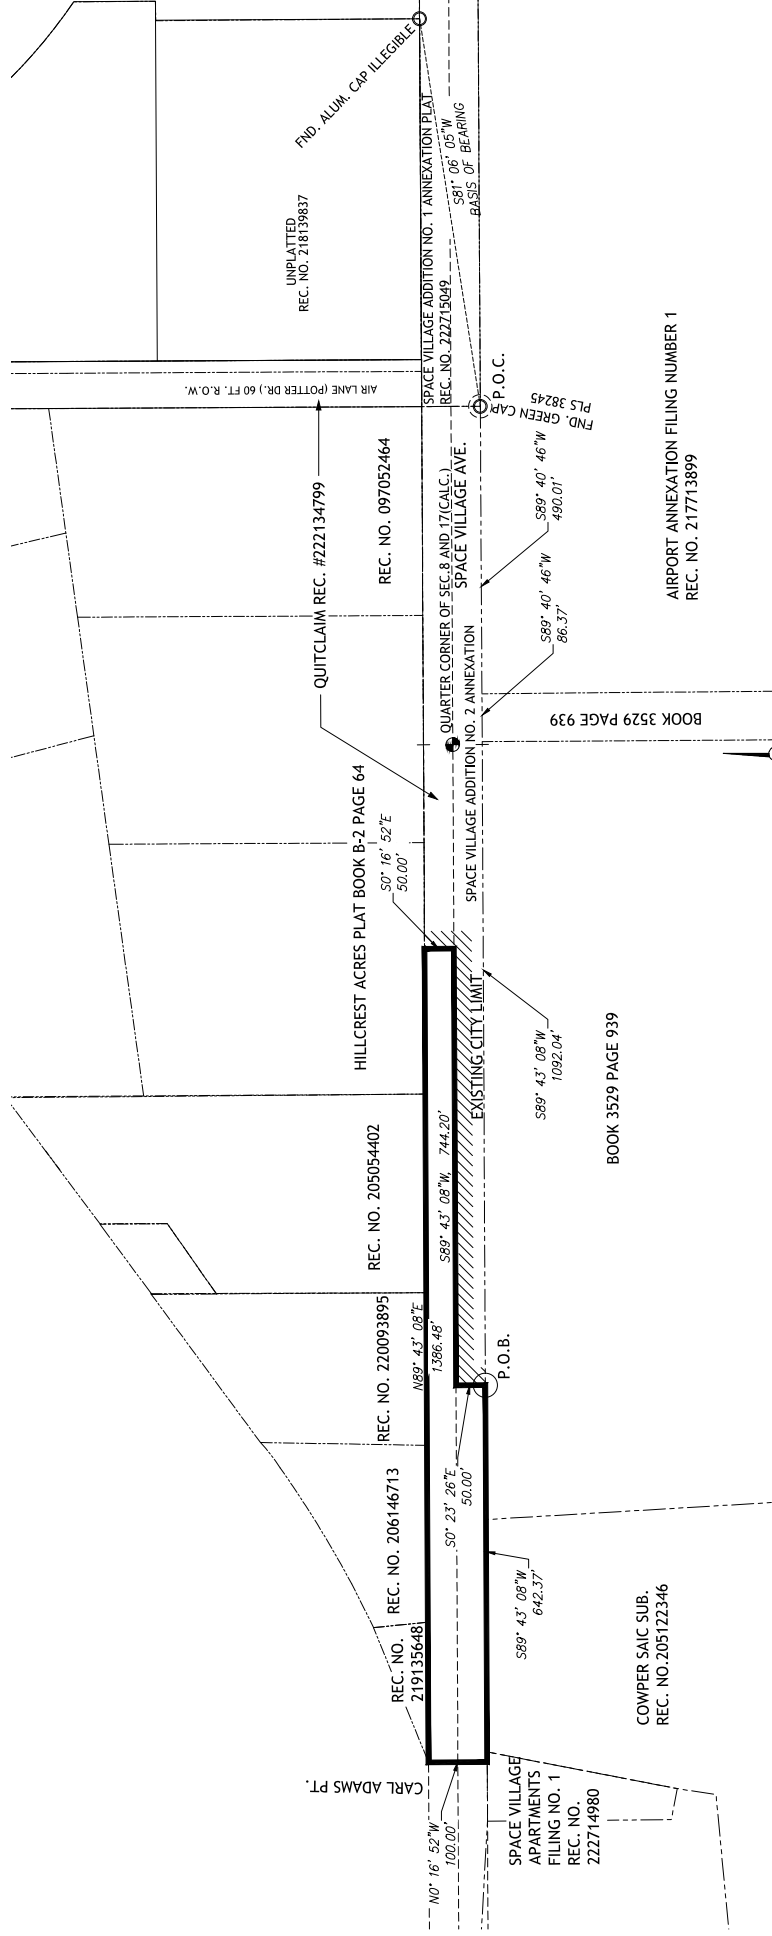 FND. ALUM. CAP ILLEGIBLE
UNPLATTED
REC. NO. 218139837
SPACE VILLAGE ADDITION NO. 1 ANNEXATION PLAT
REC. NO. 222715049
S81° 06' 05"W
BASIS OF BEARING
AIR LANE (POTTER DR.) 60 FT. R.O.W.
P.O.C.
FND. GREEN CAP
PLS 38245
QUITCLAIM REC. #222134799
REC. NO. 097052464
QUARTER CORNER OF SEC.8 AND 17(CALC.)
SPACE VILLAGE AVE.
S89° 40' 46"W
490.01'
S89° 40' 46"W
86.37'
AIRPORT ANNEXATION FILING NUMBER 1
REC. NO. 217713899
SPACE VILLAGE ADDITION NO. 2 ANNEXATION
BOOK 3529 PAGE 939
HILLCREST ACRES PLAT BOOK B-2 PAGE 64
S0° 16' 52"E
50.00'
EXISTING CITY LIMIT
S89° 43' 08"W
1092.04'
BOOK 3529 PAGE 939
REC. NO. 205054402
S89° 43' 08"W, 744.20'
REC. NO. 220093895
N89° 43' 08"E
1386.48'
P.O.B.
REC. NO. 206146713
S0° 23' 26"E
50.00'
REC. NO.
219135648
S89° 43' 08"W
642.37'
COWPER SAIC SUB.
REC. NO.205122346
CARL ADAMS PT.
N0° 16' 52"W
100.00'
SPACE VILLAGE
APARTMENTS
FILING NO. 1
REC. NO.
222714980